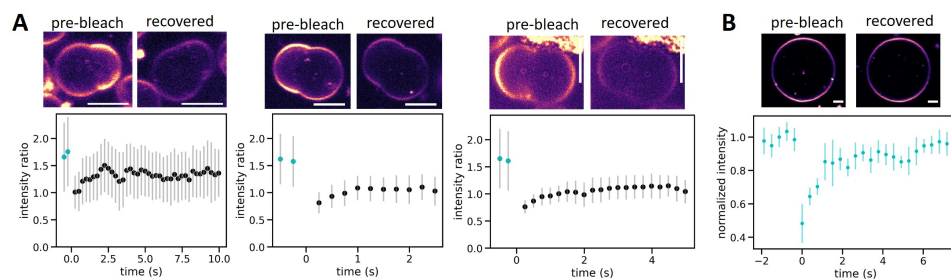 A
pre-bleach recovered
intensity ratio
2.0
1.5
1.0
0.5
0.0
0.0 2.5 5.0 7.5 10.0
time (s)
pre-bleach recovered
intensity ratio
2.0
1.5
1.0
0.5
0.0
0 1 2
time (s)
pre-bleach recovered
intensity ratio
2.0
1.5
1.0
0.5
0.0
0 2 4
time (s)
B
pre-bleach recovered
normalized intensity
1.0
0.8
0.6
0.4
−2 0 2 4 6
time (s)